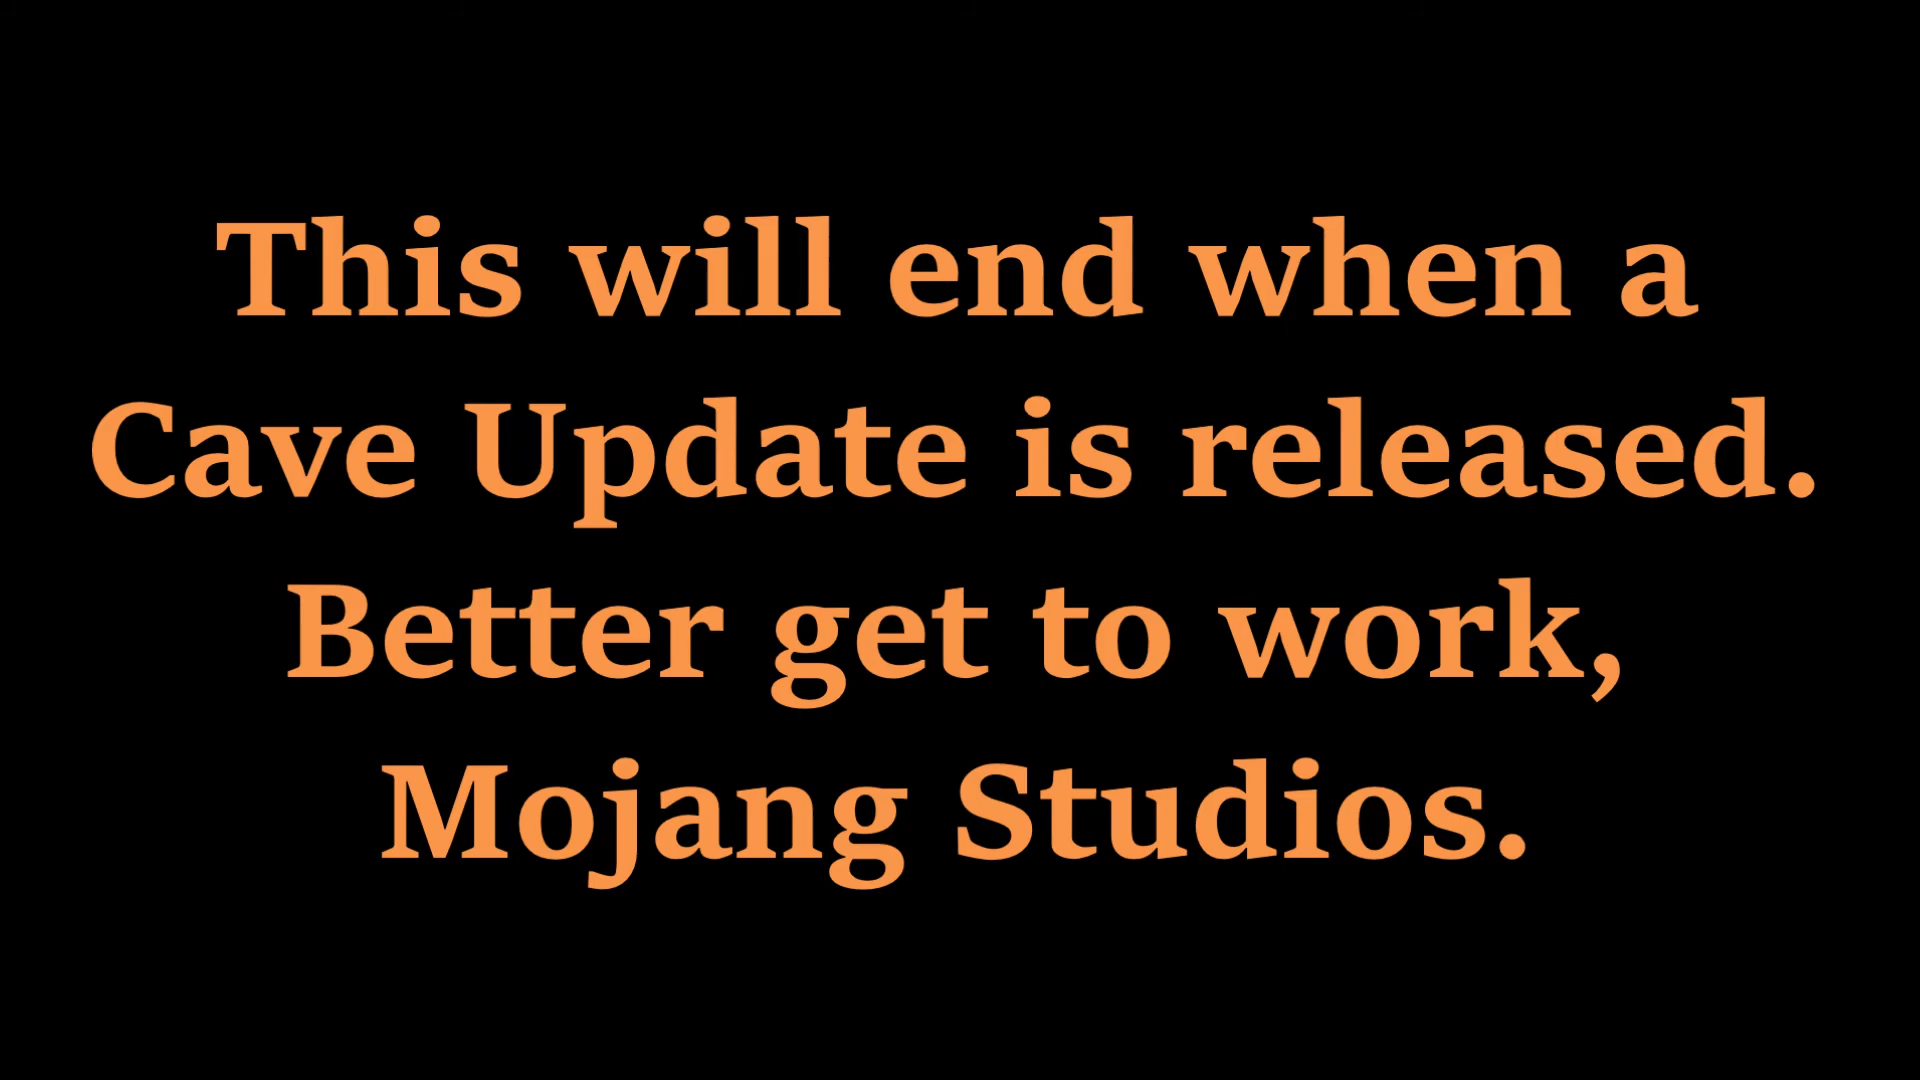 This will end when a
Cave Update is released.
Better get to work,
Mojang Studios.